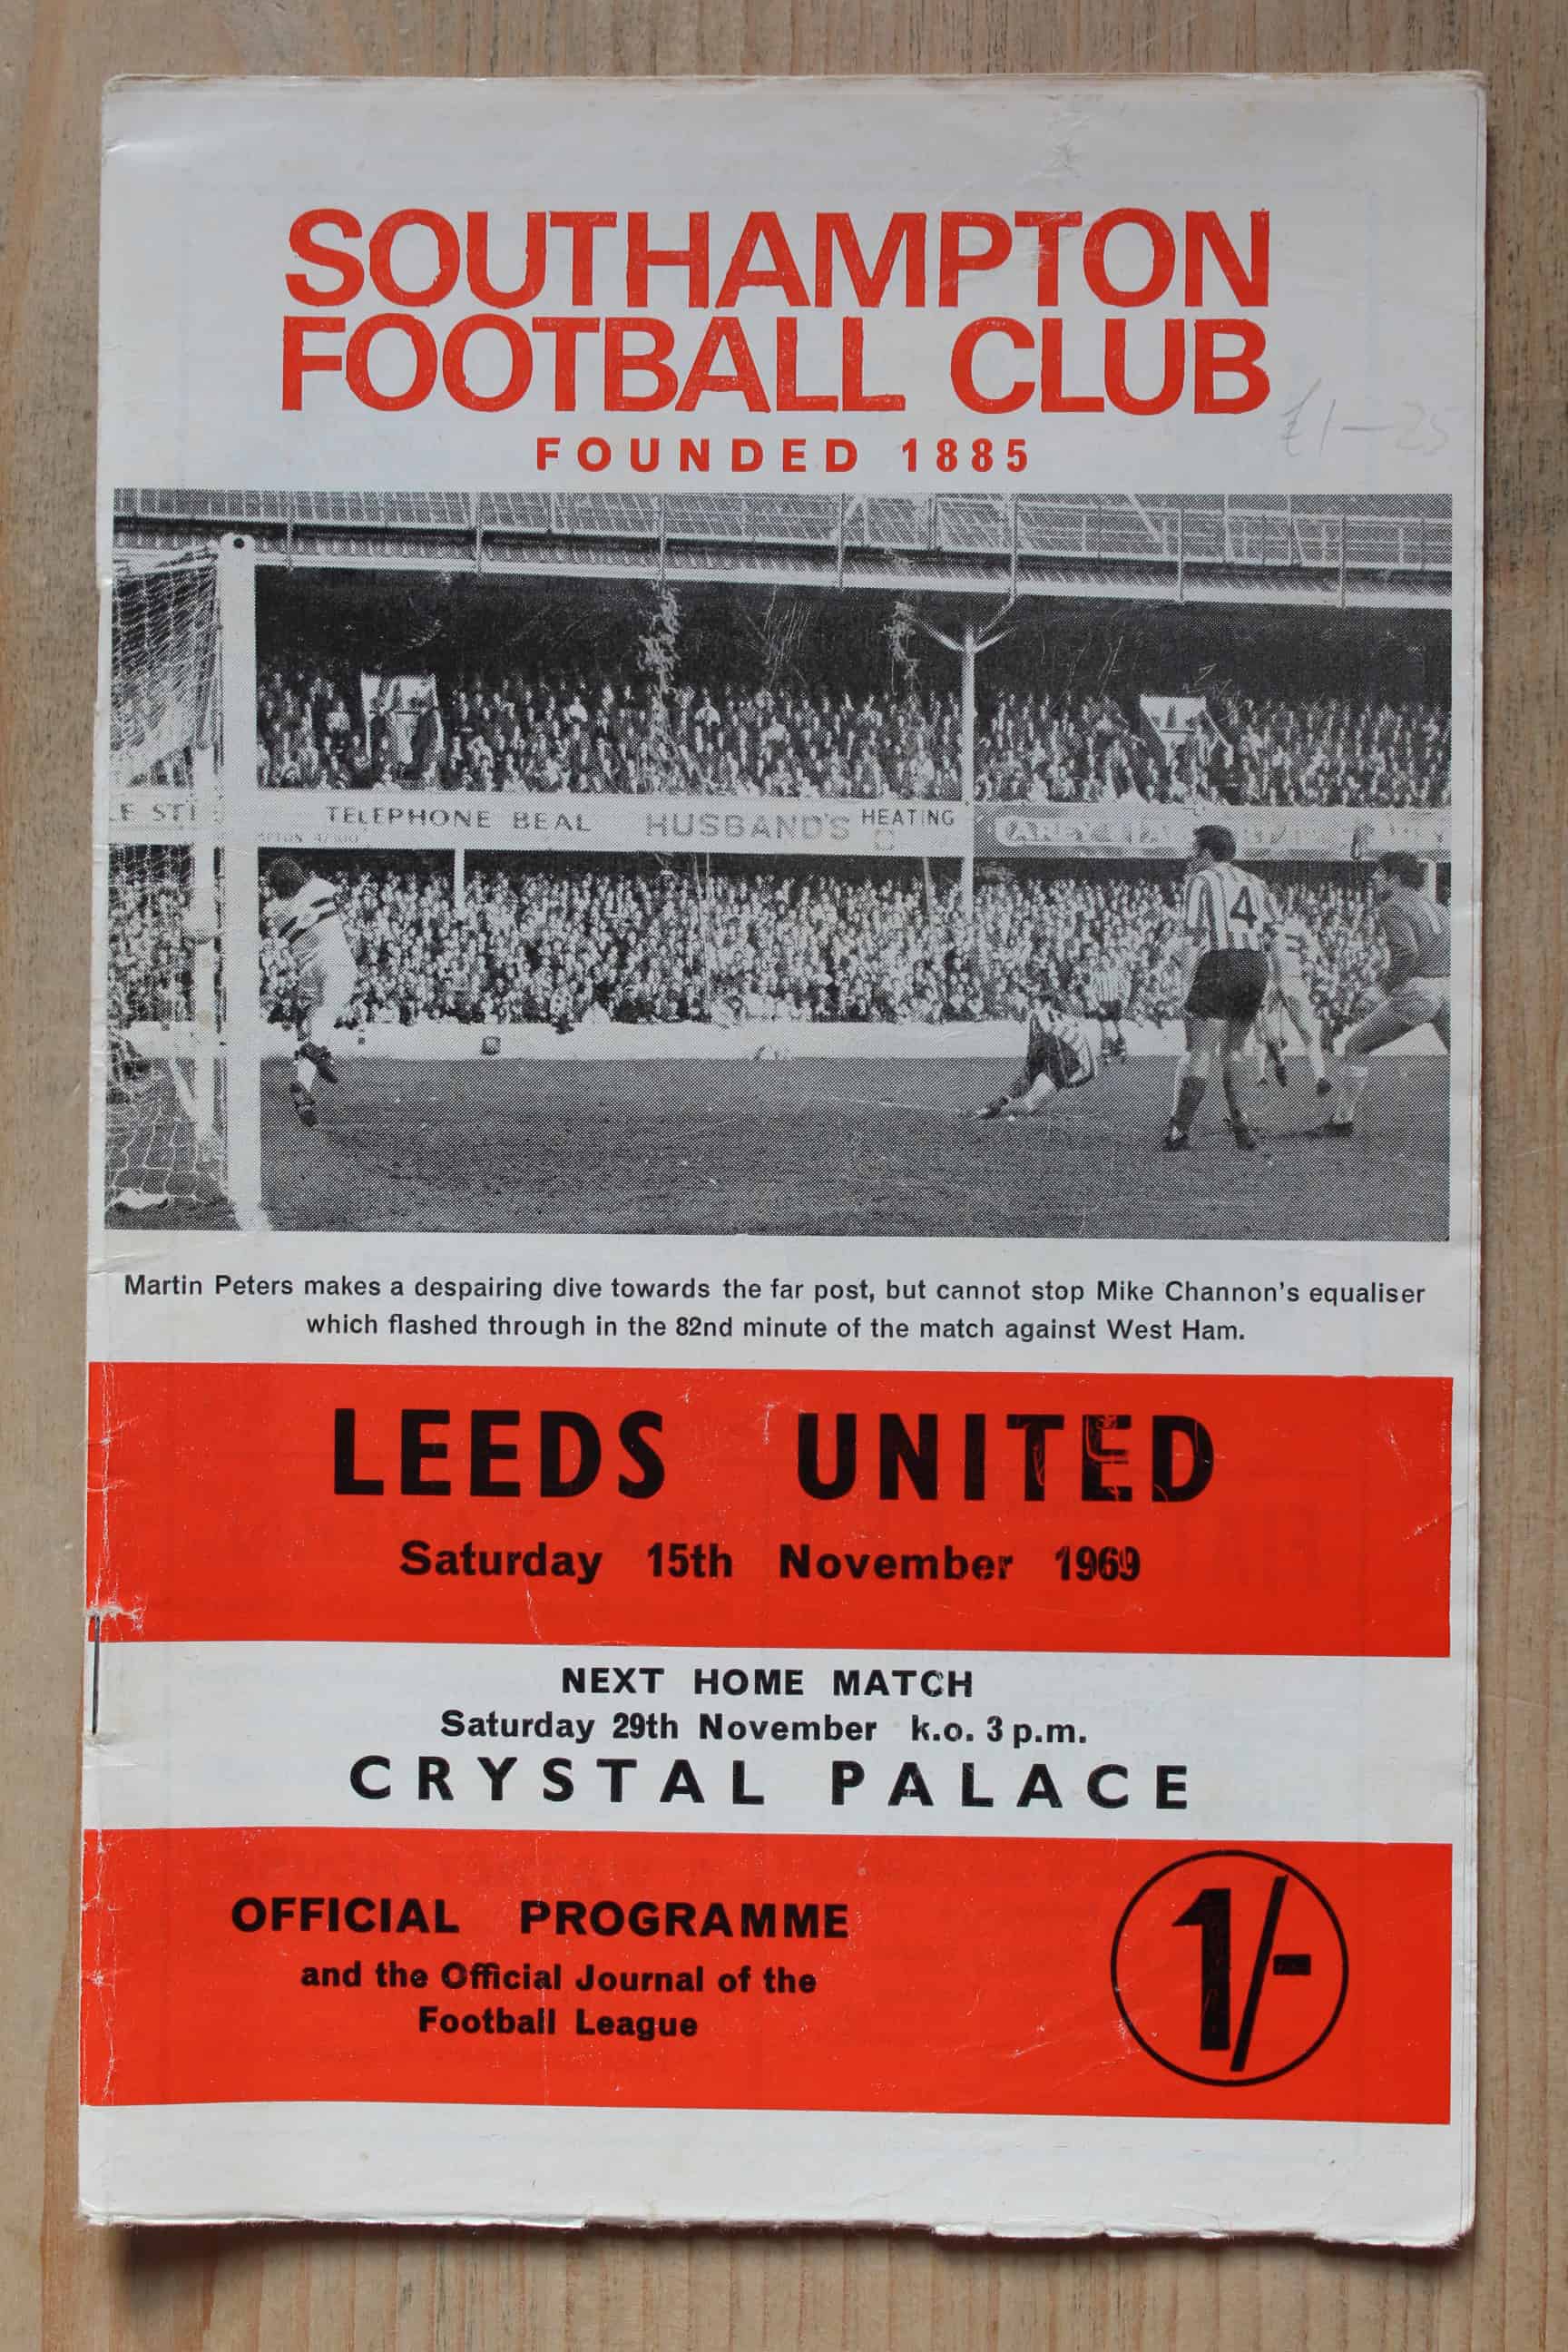 SOUTHAMPTON
FOOTBALL CLUB
£1-25
FOUNDED 1885
TELEPHONE BEAL HUSBAND'S HEATING
4
Martin Peters makes a despairing dive towards the far post, but cannot stop Mike Channon's equaliser
which flashed through in the 82nd minute of the match against West Ham.
LEEDS UNITED
Saturday 15th November 1969
NEXT HOME MATCH
Saturday 29th November k.o. 3 p.m.
CRYSTAL PALACE
OFFICIAL PROGRAMME
and the Official Journal of the
Football League
1/-